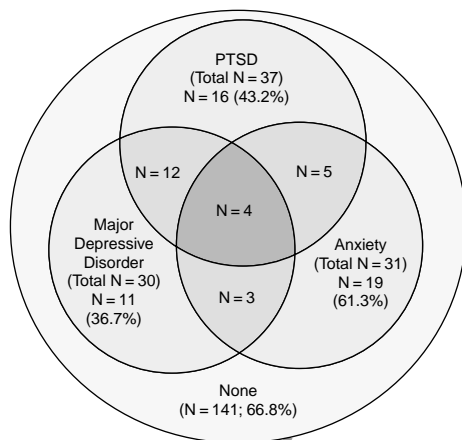 PTSD
(Total N = 37)
N = 16 (43.2%)
N = 12
N = 5
N = 4
Major
Depressive
Disorder
(Total N = 30)
N = 11
(36.7%)
Anxiety
(Total N = 31)
N = 19
(61.3%)
N = 3
None
(N = 141; 66.8%)